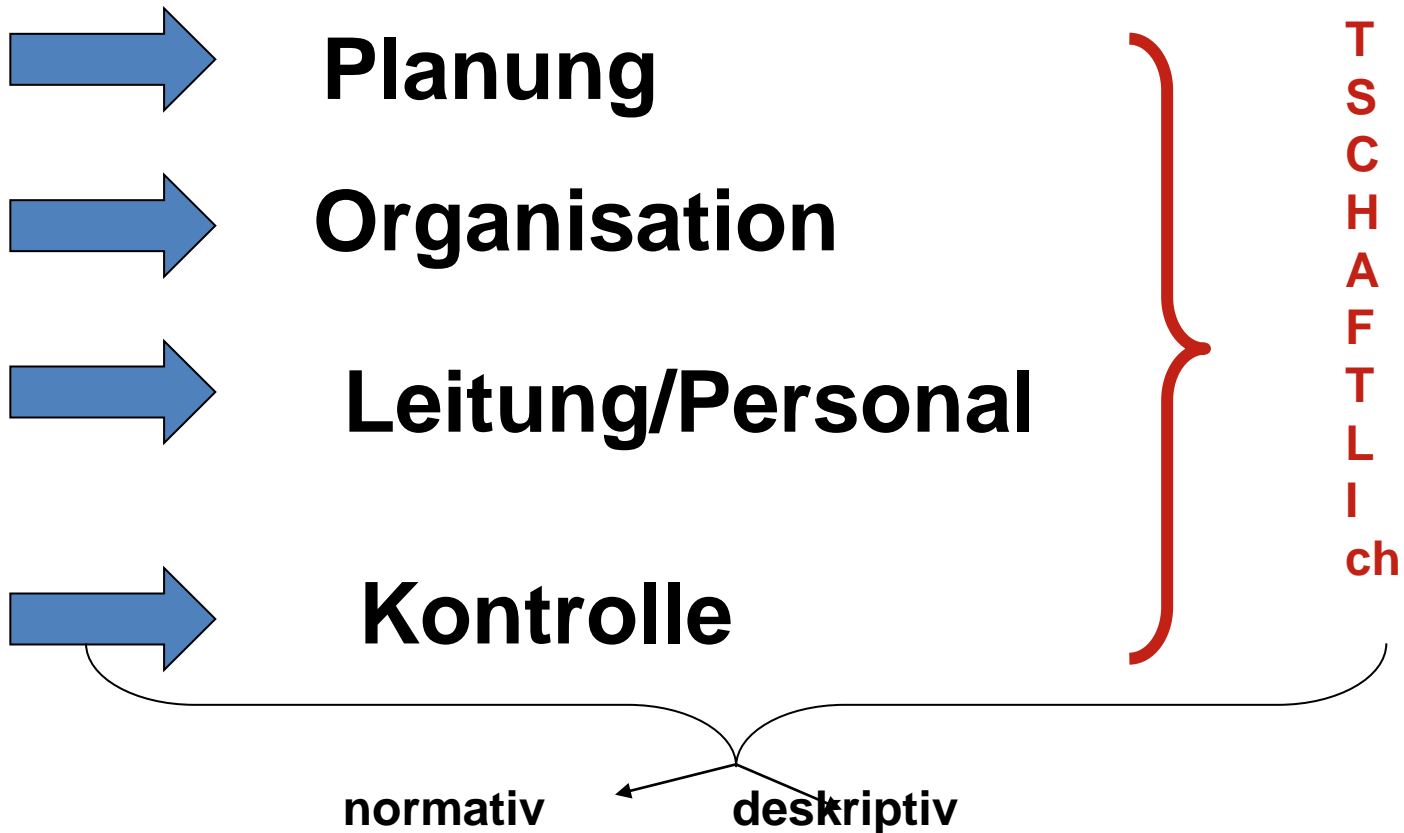 Planung
Organisation
Leitung/Personal
Kontrolle
T
S
C
H
A
F
T
L
I
ch
normativ deskriptiv